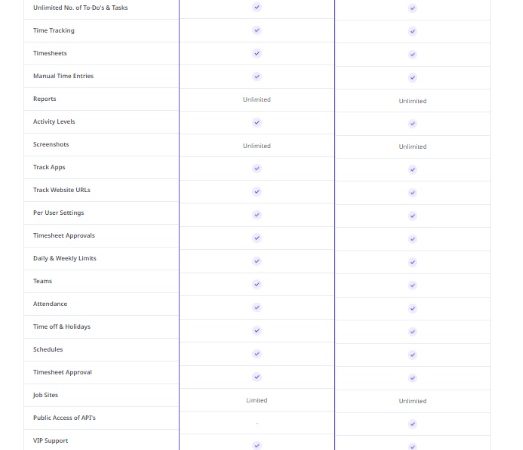 Unlimited No. of To-Do's & Tasks
Time Tracking
Timesheets
Manual Time Entries
Reports Unlimited Unlimited
Activity Levels
Screenshots Unlimited Unlimited
Track Apps
Track Website URLs
Per User Settings
Timesheet Approvals
Daily & Weekly Limits
Teams
Attendance
Time off & Holidays
Schedules
Timesheet Approval
Job Sites Limited Unlimited
Public Access of API's -
VIP Support